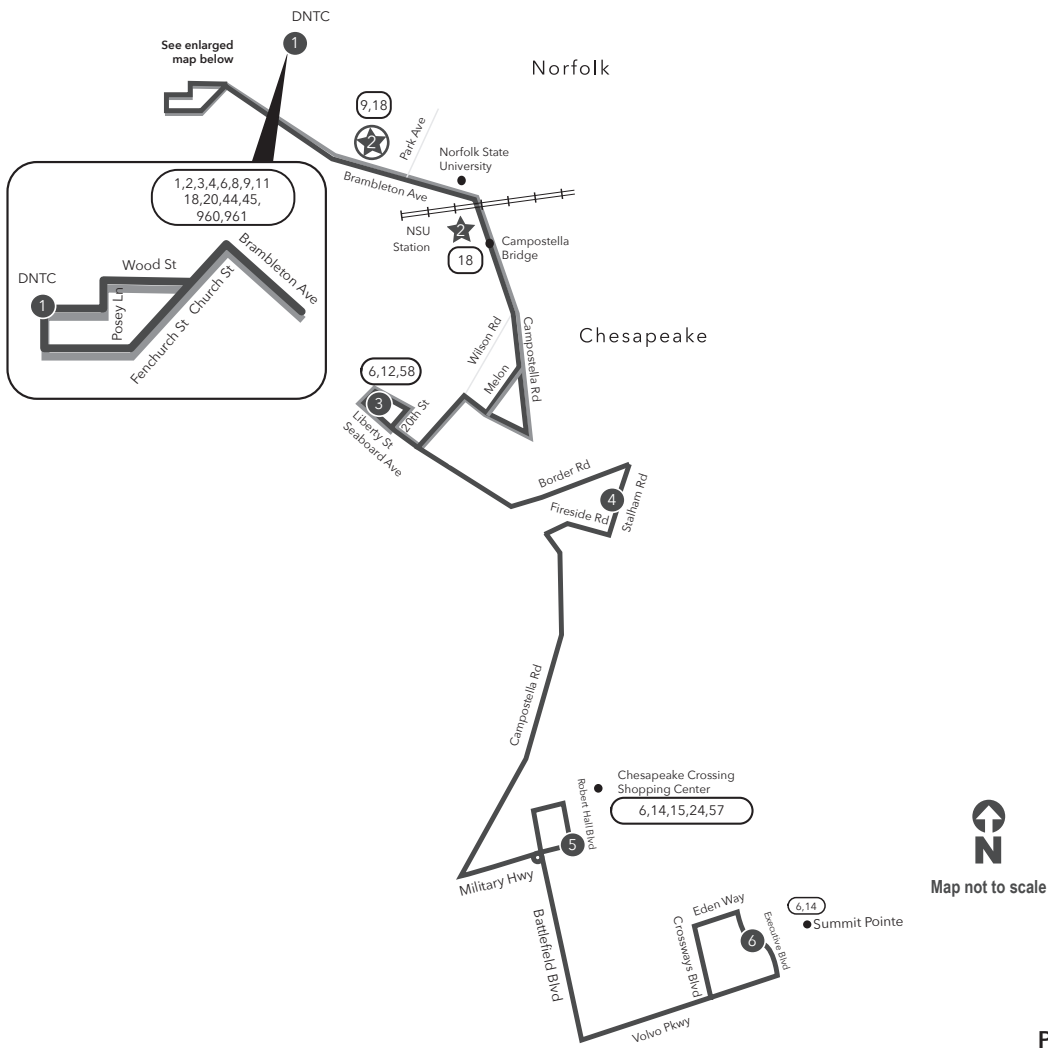 DNTC
1
See enlarged
map below
Norfolk
9,18
2
Park Ave
Norfolk State
University
Brambleton Ave
1,2,3,4,6,8,9,11
18,20,44,45,
960,961
NSU
Station
2
18
Campostella
Bridge
DNTC
1
Wood St
Posey Ln
Fenchurch St
Church St
Brambleton Ave
Chesapeake
Wilson Rd
Campostella Rd
Melon
6,12,58
3
20th St
Liberty St
Seaboard Ave
Border Rd
4
Fireside Rd
Stalham Rd
Campostella Rd
Chesapeake Crossing
Shopping Center
6,14,15,24,57
Robert Hall Blvd
5
Military Hwy
N
Map not to scale
Battlefield Blvd
Eden Way
Crossways Blvd
6
Executive Blvd
6,14
Summit Pointe
Volvo Pkwy
P